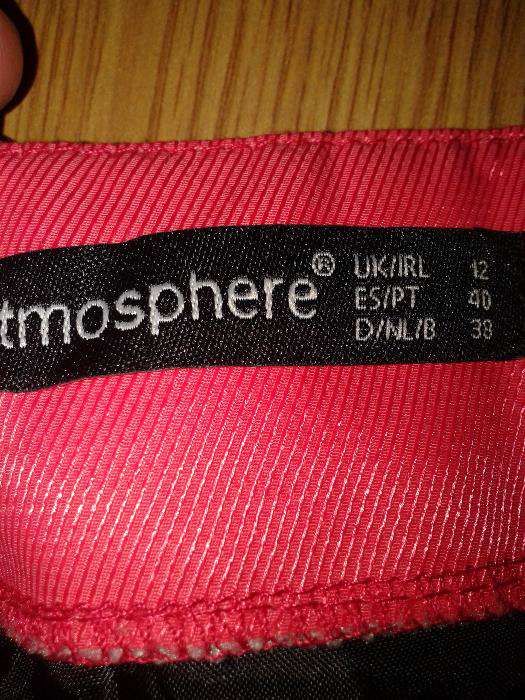 tmosphere®
UK/IRL 12
ES/PT 40
D/NL/B 38